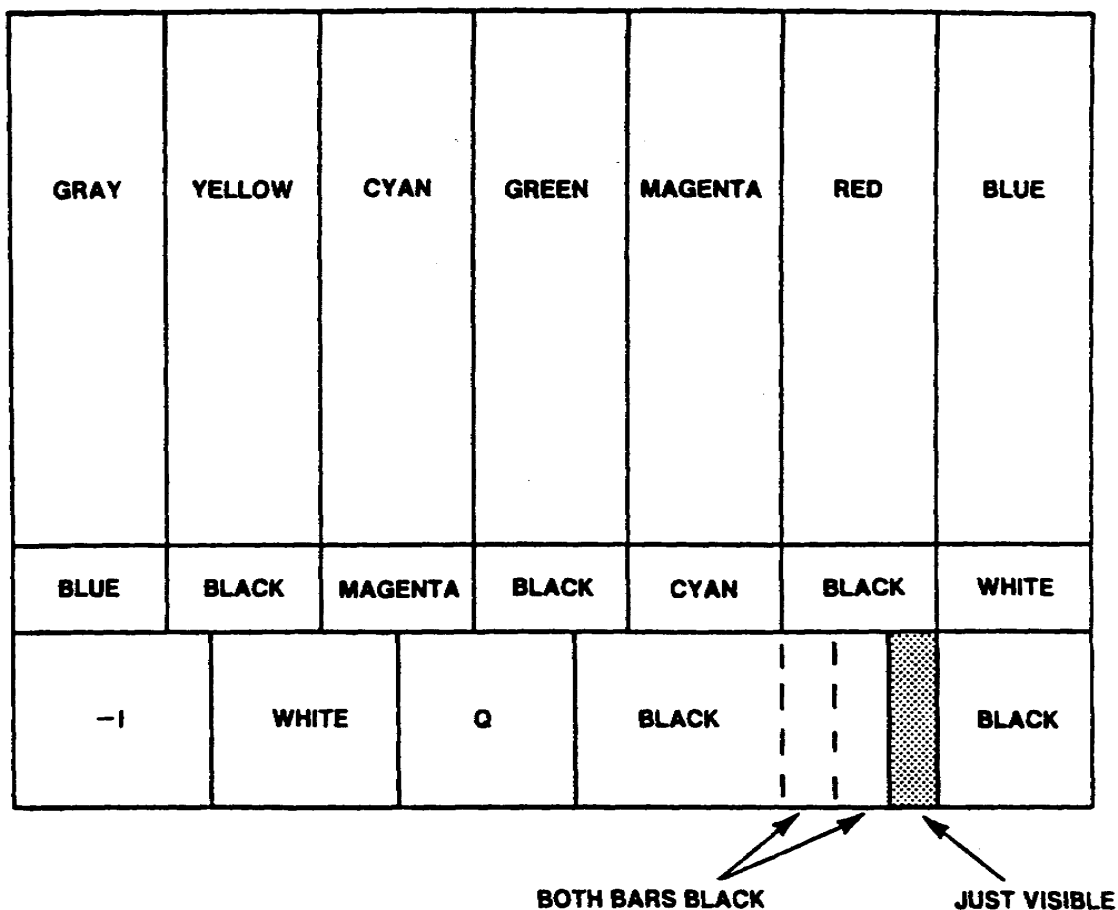 GRAY YELLOW CYAN GREEN MAGENTA RED BLUE
BLUE BLACK MAGENTA BLACK CYAN BLACK WHITE
−I WHITE Q BLACK BLACK
BOTH BARS BLACK JUST VISIBLE